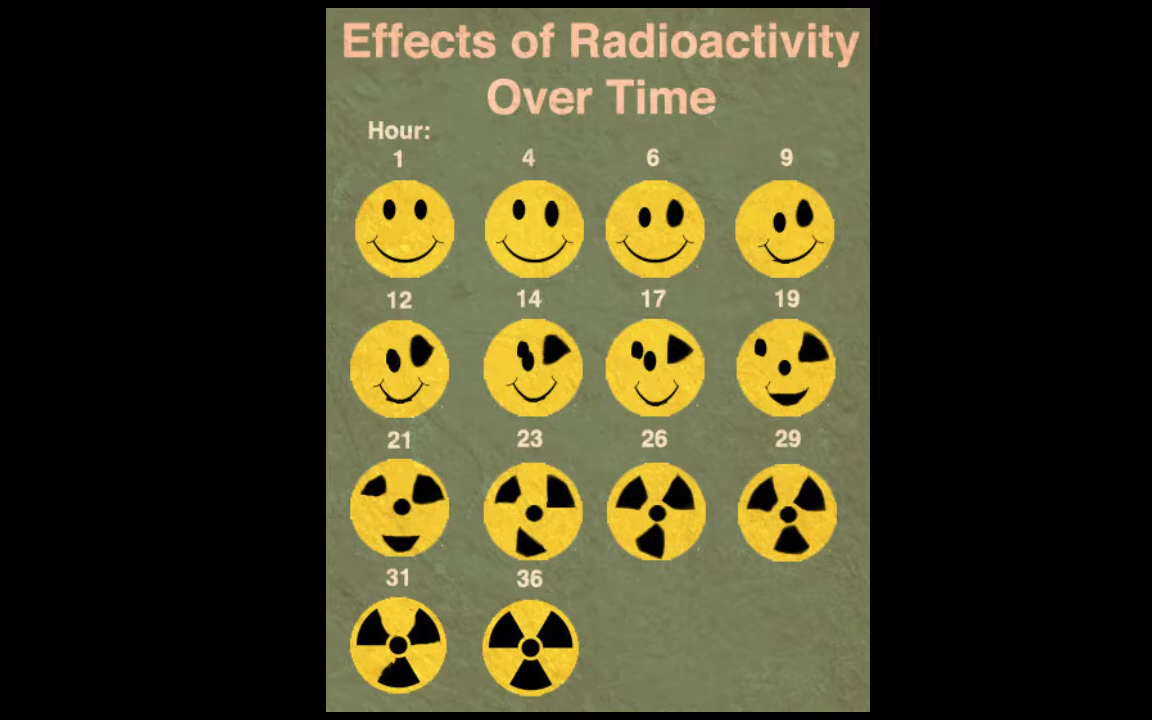 Effects of Radioactivity
Over Time
Hour:
1 4 6 9
12 14 17 19
21 23 26 29
31 36